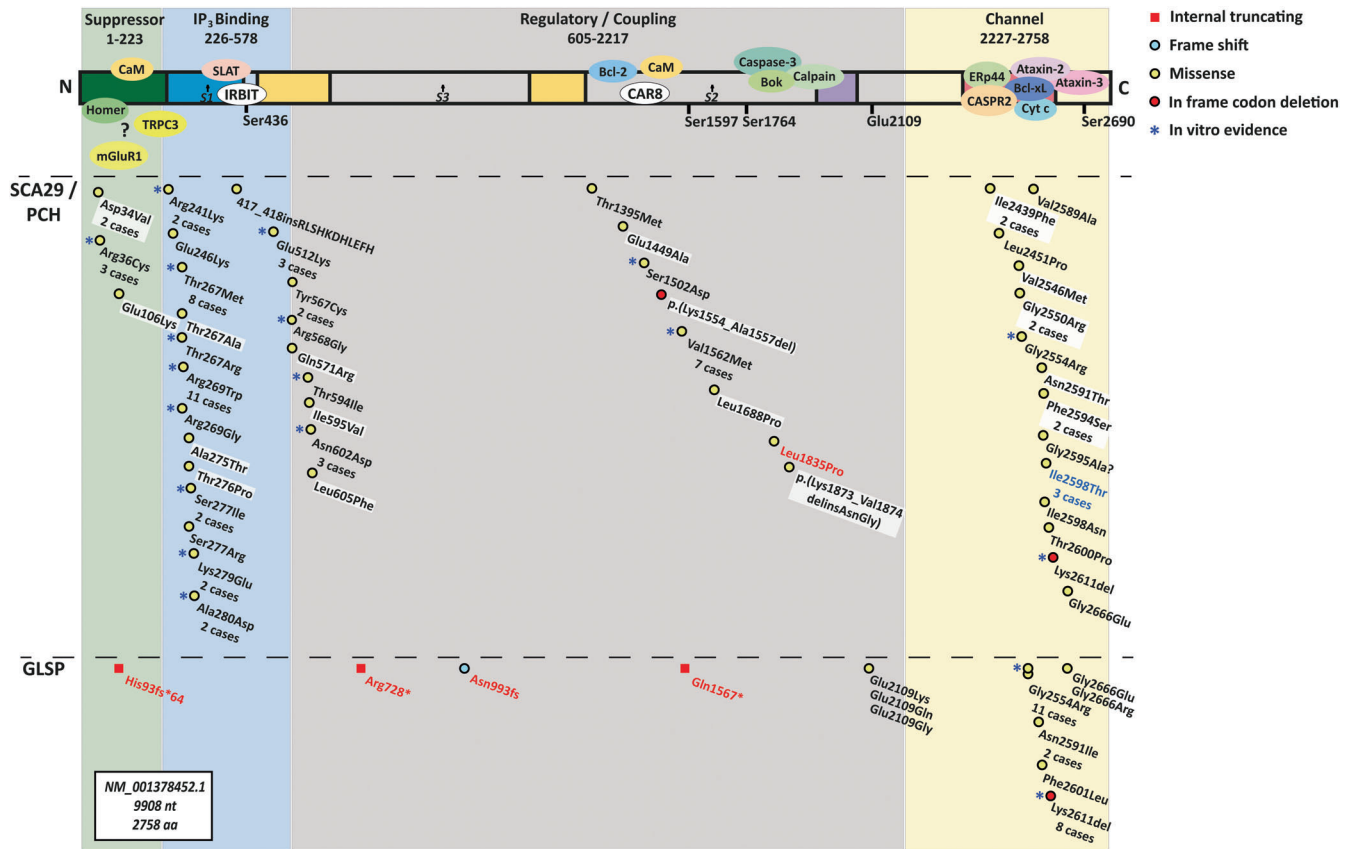 Suppressor
1-223
IP3 Binding
226-578
Regulatory / Coupling
605-2217
Channel
2227-2758
Internal truncating
Frame shift
Missense
In frame codon deletion
* In vitro evidence
N
CaM
SLAT
S1
IRBIT
S3
Bcl-2
CaM
CAR8
S2
Caspase-3
Bok
Calpain
ERp44
CASPR2
Ataxin-2
Bcl-xL
Cyt c
Ataxin-3
C
Homer
?
TRPC3
mGluR1
Ser436
Ser1597
Ser1764
Glu2109
Ser2690
SCA29 /
PCH
Asp34Val
2 cases
*
Arg36Cys
3 cases
Glu106Lys
*
Arg241Lys
2 cases
Glu246Lys
*
Thr267Met
8 cases
Thr267Ala
*
Thr267Arg
*
Arg269Trp
11 cases
*
Arg269Gly
Ala275Thr
Thr276Pro
*
Ser277Ile
2 cases
Ser277Arg
*
Lys279Glu
2 cases
*
Ala280Asp
2 cases
417_418insRLSHKDHLEFH
*
Glu512Lys
3 cases
Tyr567Cys
2 cases
*
Arg568Gly
Gln571Arg
*
Thr594Ile
Ile595Val
*
Asn602Asp
3 cases
Leu605Phe
Thr1395Met
Glu1449Ala
*
Ser1502Asp
p.(Lys1554_Ala1557del)
*
Val1562Met
7 cases
Leu1688Pro
Leu1835Pro
p.(Lys1873_Val1874
delinsAsnGly)
Ile2439Phe
2 cases
Val2589Ala
Leu2451Pro
Val2546Met
Gly2550Arg
2 cases
*
Gly2554Arg
Asn2591Thr
Phe2594Ser
2 cases
Gly2595Ala?
Ile2598Thr
3 cases
Ile2598Asn
Thr2600Pro
*
Lys2611del
Gly2666Glu
GLSP
His93fs*64
Arg728*
Asn993fs
Gln1567*
Glu2109Lys
Glu2109Gln
Glu2109Gly
*
Gly2554Arg
11 cases
Asn2591Ile
2 cases
Phe2601Leu
*
Lys2611del
8 cases
Gly2666Glu
Gly2666Arg
NM_001378452.1
9908 nt
2758 aa